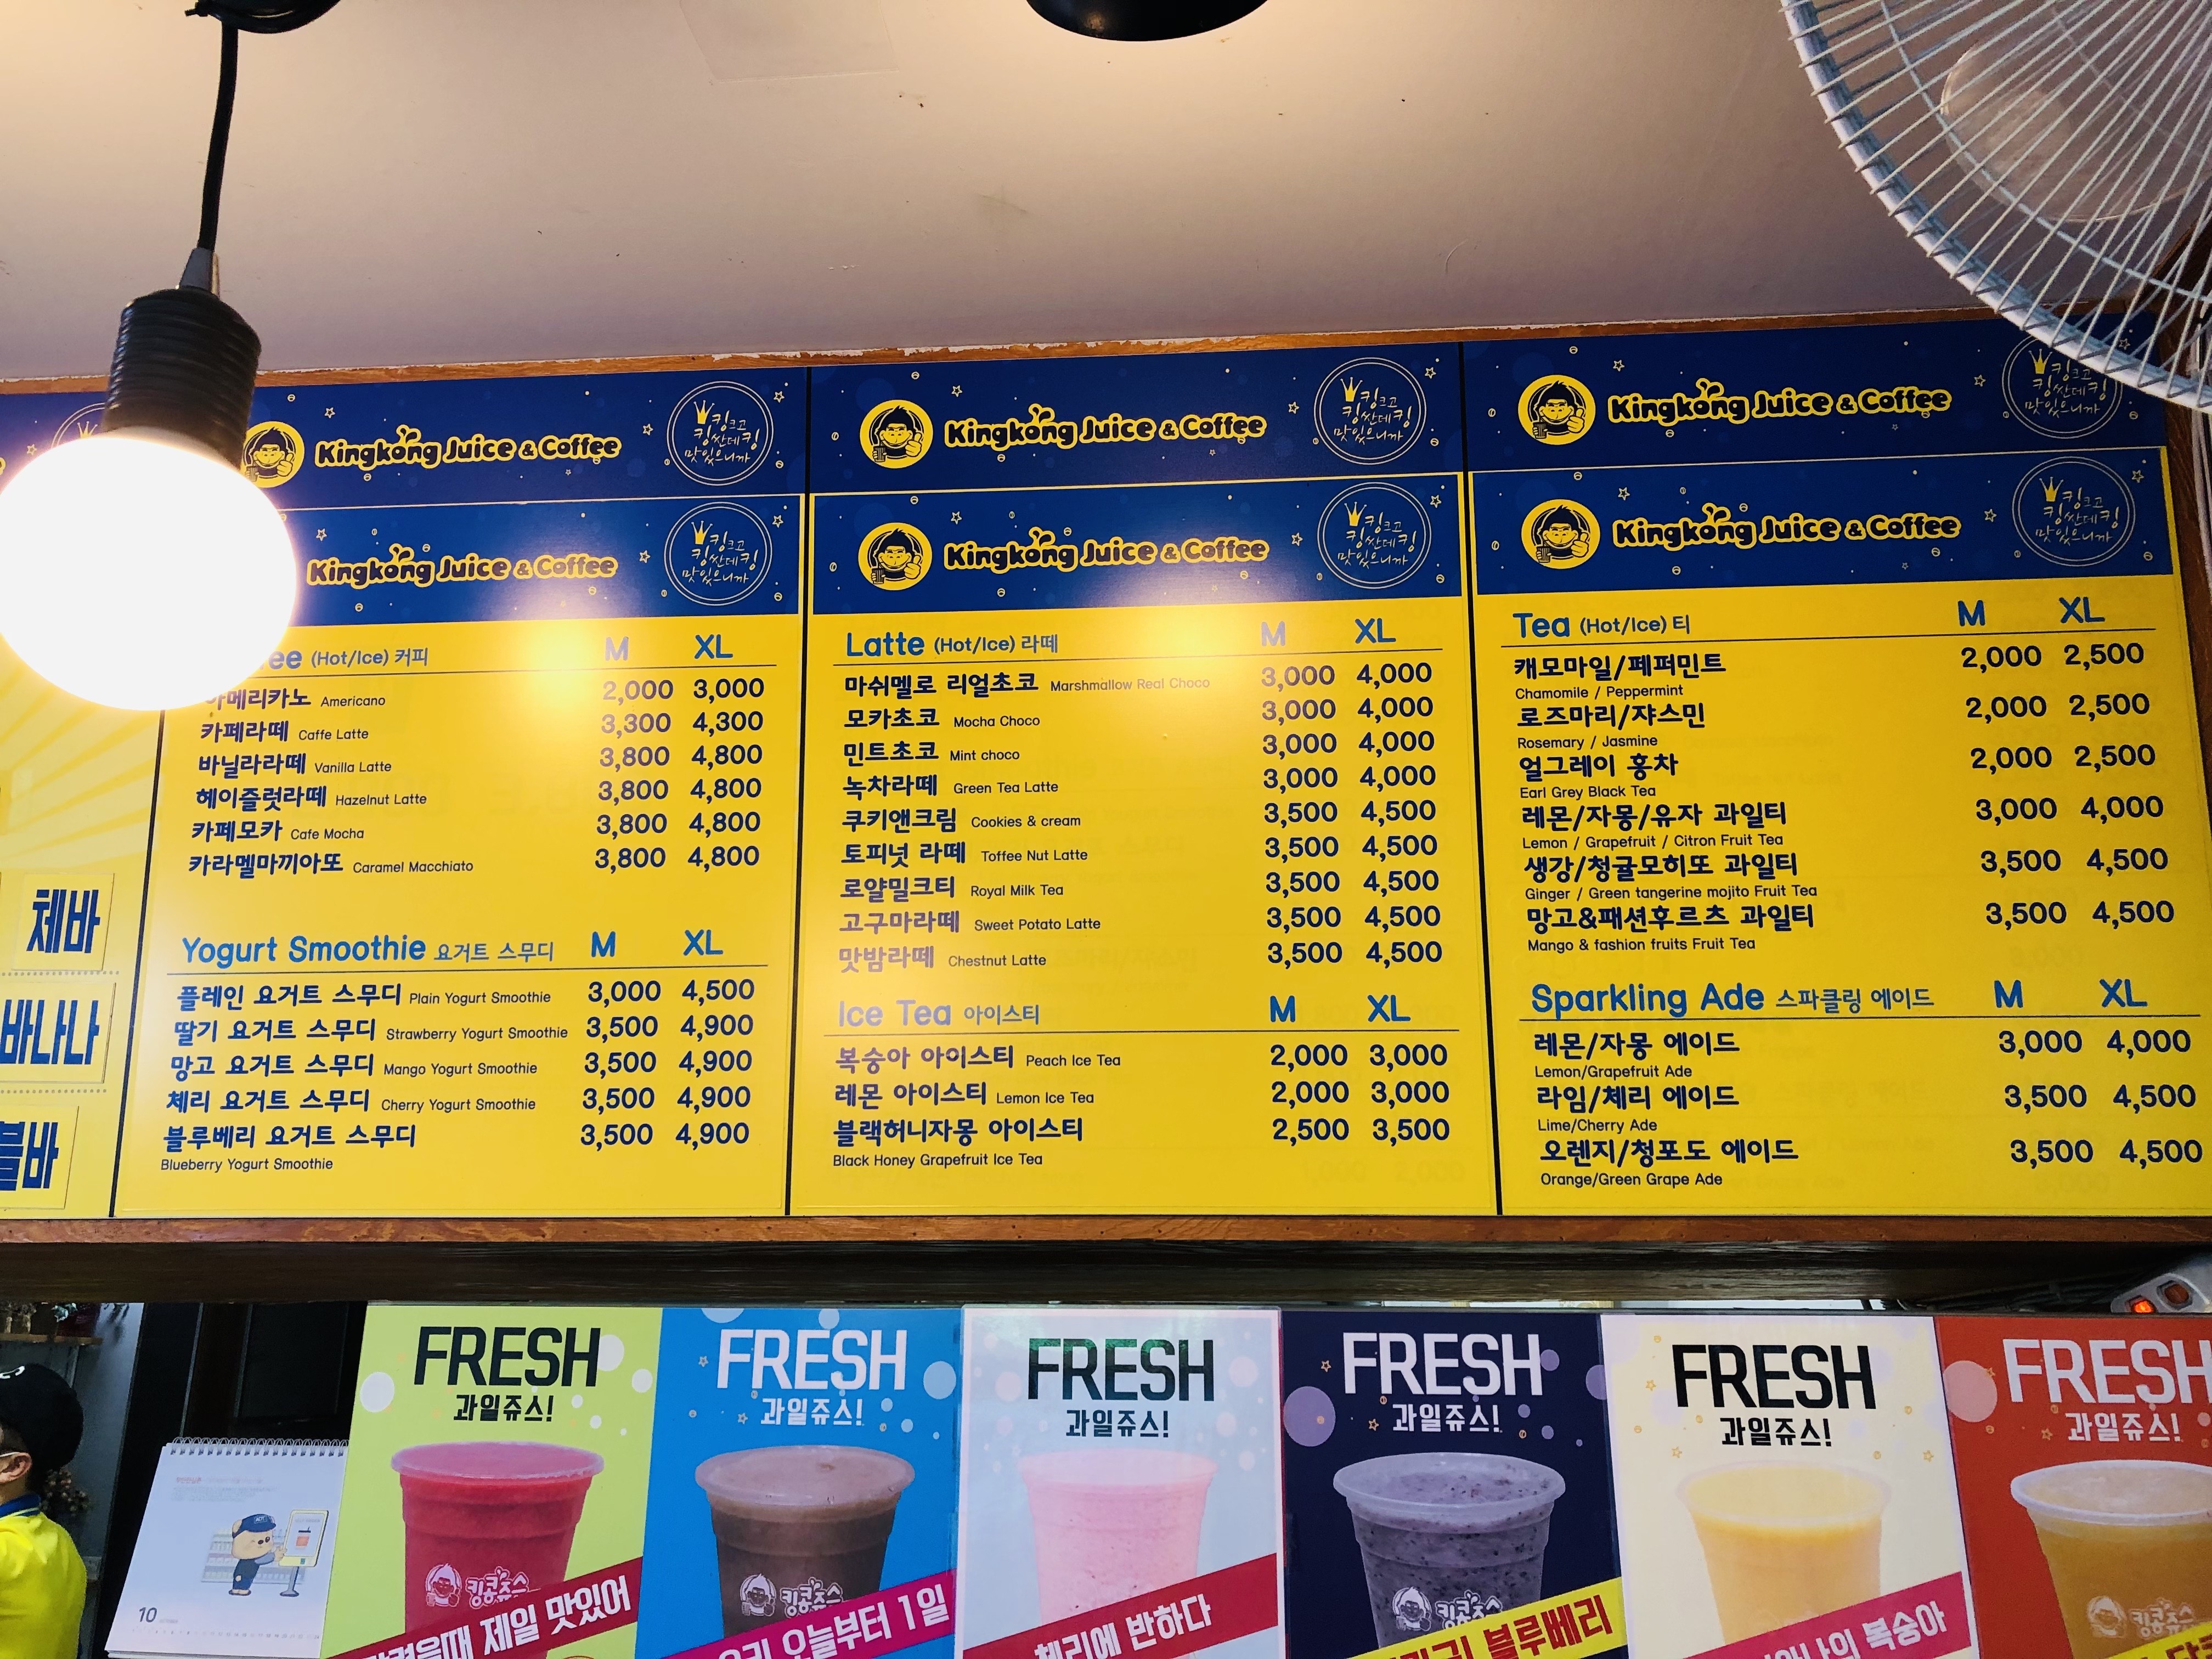 Kingkong Juice & Coffee
킹크고
킹싼데킹
맛있으니까
Kingkong Juice & Coffee
킹크고
킹싼데킹
맛있으니까
(Hot/Ice) 커피 M XL
아메리카노 Americano 2,000 3,000
카페라떼 Caffe Latte 3,300 4,300
바닐라라떼 Vanilla Latte 3,800 4,800
헤이즐럿라떼 Hazelnut Latte 3,800 4,800
카페모카 Cafe Mocha 3,800 4,800
카라멜마끼아또 Caramel Macchiato 3,800 4,800
Yogurt Smoothie 요거트 스무디 M XL
플레인 요거트 스무디 Plain Yogurt Smoothie 3,000 4,500
딸기 요거트 스무디 Strawberry Yogurt Smoothie 3,500 4,900
망고 요거트 스무디 Mango Yogurt Smoothie 3,500 4,900
체리 요거트 스무디 Cherry Yogurt Smoothie 3,500 4,900
블루베리 요거트 스무디 3,500 4,900
Blueberry Yogurt Smoothie
체바
바나나
블바
Kingkong Juice & Coffee
킹크고
킹싼데킹
맛있으니까
Kingkong Juice & Coffee
킹크고
킹싼데킹
맛있으니까
Latte (Hot/Ice) 라떼 M XL
마쉬멜로 리얼초코 Marshmallow Real Choco 3,000 4,000
모카초코 Mocha Choco 3,000 4,000
민트초코 Mint choco 3,000 4,000
녹차라떼 Green Tea Latte 3,000 4,000
쿠키앤크림 Cookies & cream 3,500 4,500
토피넛 라떼 Toffee Nut Latte 3,500 4,500
로얄밀크티 Royal Milk Tea 3,500 4,500
고구마라떼 Sweet Potato Latte 3,500 4,500
맛밤라떼 Chestnut Latte 3,500 4,500
Ice Tea 아이스티 M XL
복숭아 아이스티 Peach Ice Tea 2,000 3,000
레몬 아이스티 Lemon Ice Tea 2,000 3,000
블랙허니자몽 아이스티 2,500 3,500
Black Honey Grapefruit Ice Tea
Kingkong Juice & Coffee
킹크고
킹싼데킹
맛있으니까
Kingkong Juice & Coffee
킹크고
킹싼데킹
맛있으니까
Tea (Hot/Ice) 티 M XL
캐모마일/페퍼민트 2,000 2,500
Chamomile / Peppermint
로즈마리/쟈스민 2,000 2,500
Rosemary / Jasmine
얼그레이 홍차 2,000 2,500
Earl Grey Black Tea
레몬/자몽/유자 과일티 3,000 4,000
Lemon / Grapefruit / Citron Fruit Tea
생강/청귤모히또 과일티 3,500 4,500
Ginger / Green tangerine mojito Fruit Tea
망고&패션후르츠 과일티 3,500 4,500
Mango & fashion fruits Fruit Tea
Sparkling Ade 스파클링 에이드 M XL
레몬/자몽 에이드 3,000 4,000
Lemon/Grapefruit Ade
라임/체리 에이드 3,500 4,500
Lime/Cherry Ade
오렌지/청포도 에이드 3,500 4,500
Orange/Green Grape Ade
10
FRESH
과일쥬스!
킹콩쥬스
제일 맛있어
FRESH
과일쥬스!
킹콩쥬스
오늘부터 1일
FRESH
과일쥬스!
체리에 반하다
FRESH
과일쥬스!
킹콩쥬스
블루베리
FRESH
과일쥬스!
복숭아
FRESH
과일쥬스!
킹콩쥬스